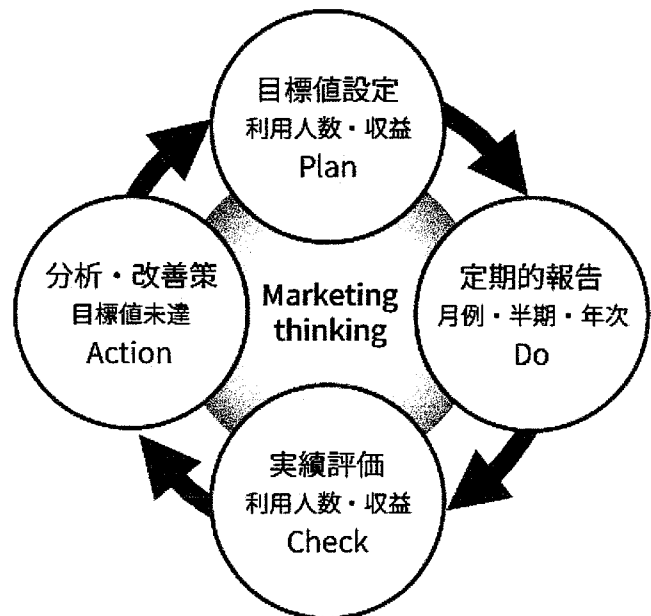 目標値設定
利用人数・収益
Plan
定期的報告
月例・半期・年次
Do
実績評価
利用人数・収益
Check
分析・改善策
目標値未達
Action
Marketing
thinking